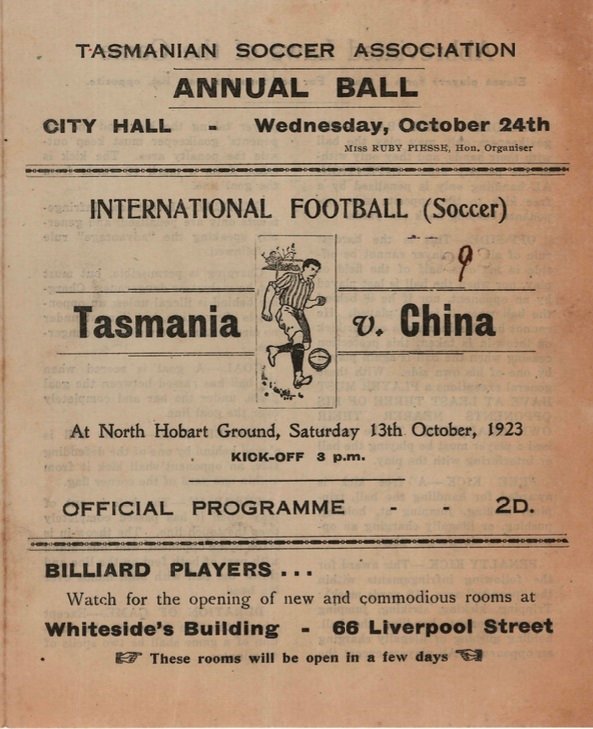 TASMANIAN SOCCER ASSOCIATION
ANNUAL BALL
CITY HALL - Wednesday, October 24th
MISS RUBY PIESSE, Hon. Organiser
INTERNATIONAL FOOTBALL (Soccer)
9
Tasmania v. China
At North Hobart Ground, Saturday 13th October, 1923
KICK-OFF 3 p.m.
OFFICIAL PROGRAMME - - 2D.
BILLIARD PLAYERS ...
Watch for the opening of new and commodious rooms at
Whiteside's Building - 66 Liverpool Street
These rooms will be open in a few days